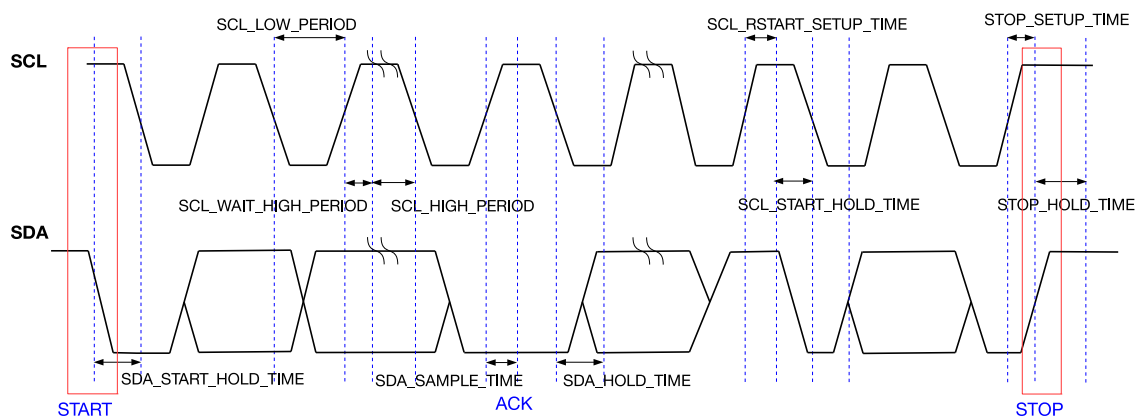 SCL_LOW_PERIOD
SCL_RSTART_SETUP_TIME
STOP_SETUP_TIME
SCL
SCL_WAIT_HIGH_PERIOD
SCL_HIGH_PERIOD
SCL_START_HOLD_TIME
STOP_HOLD_TIME
SDA
SDA_START_HOLD_TIME
SDA_SAMPLE_TIME
SDA_HOLD_TIME
START
ACK
STOP